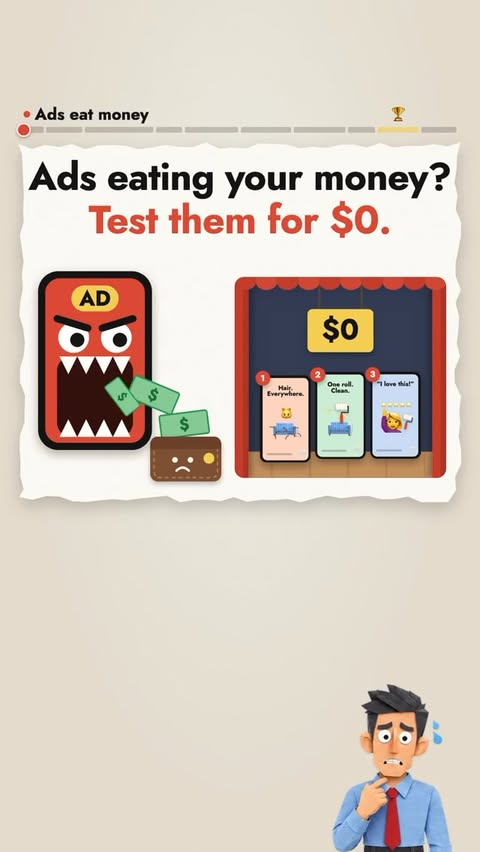 Ads eat money
Ads eating your money?
Test them for $0.
AD
$
$
$
$0
1
Hair.
Everywhere.
2
One roll.
Clean.
3
"I love this!"